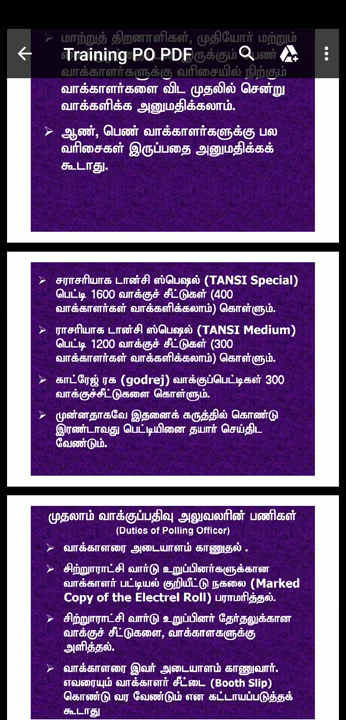 மாற்றுத் திறனாளிகள், முதியோர் மற்றும்
Training PO PDF
வாக்காளர்களுக்கு வரிசையில் நிற்கும்
வாக்காளர்களை விட முதலில் சென்று
வாக்களிக்க அனுமதிக்கலாம்.
➢ ஆண், பெண் வாக்காளர்களுக்கு பல
வரிசைகள் இருப்பதை அனுமதிக்கக்
கூடாது.
➢ சராசரியாக டான்சி ஸ்பெஷல் (TANSI Special)
பெட்டி 1600 வாக்குச் சீட்டுகள் (400
வாக்காளர்கள் வாக்களிக்கலாம்) கொள்ளும்.
➢ ராசரியாக டான்சி ஸ்பெஷல் (TANSI Medium)
பெட்டி 1200 வாக்குச் சீட்டுகள் (300
வாக்காளர்கள் வாக்களிக்கலாம்) கொள்ளும்.
➢ காட்ரேஜ் ரக (godrej) வாக்குப்பெட்டிகள் 300
வாக்குச்சீட்டுகளை கொள்ளும்.
➢ முன்னதாகவே இதனைக் கருத்தில் கொண்டு
இரண்டாவது பெட்டியினை தயார் செய்திட
வேண்டும்.
முதலாம் வாக்குப்பதிவு அலுவலரின் பணிகள்
(Duties of Polling Officer)
➢ வாக்காளரை அடையாளம் காணுதல் .
➢ சிற்றூராட்சி வார்டு உறுப்பினர்களுக்கான
வாக்காளர் பட்டியல் குறியீட்டு நகலை (Marked
Copy of the Electrel Roll) பராமரித்தல்.
➢ சிற்றூராட்சி வார்டு உறுப்பினர் தேர்தலுக்கான
வாக்குச் சீட்டுகளை, வாக்காளகளுக்கு
அளித்தல்.
➢ வாக்காளரை இவர் அடையாளம் காணுவார்.
எவரையும் வாக்காளர் சீட்டை (Booth Slip)
கொண்டு வர வேண்டும் என கட்டாயப்படுத்தக்
கூடாது